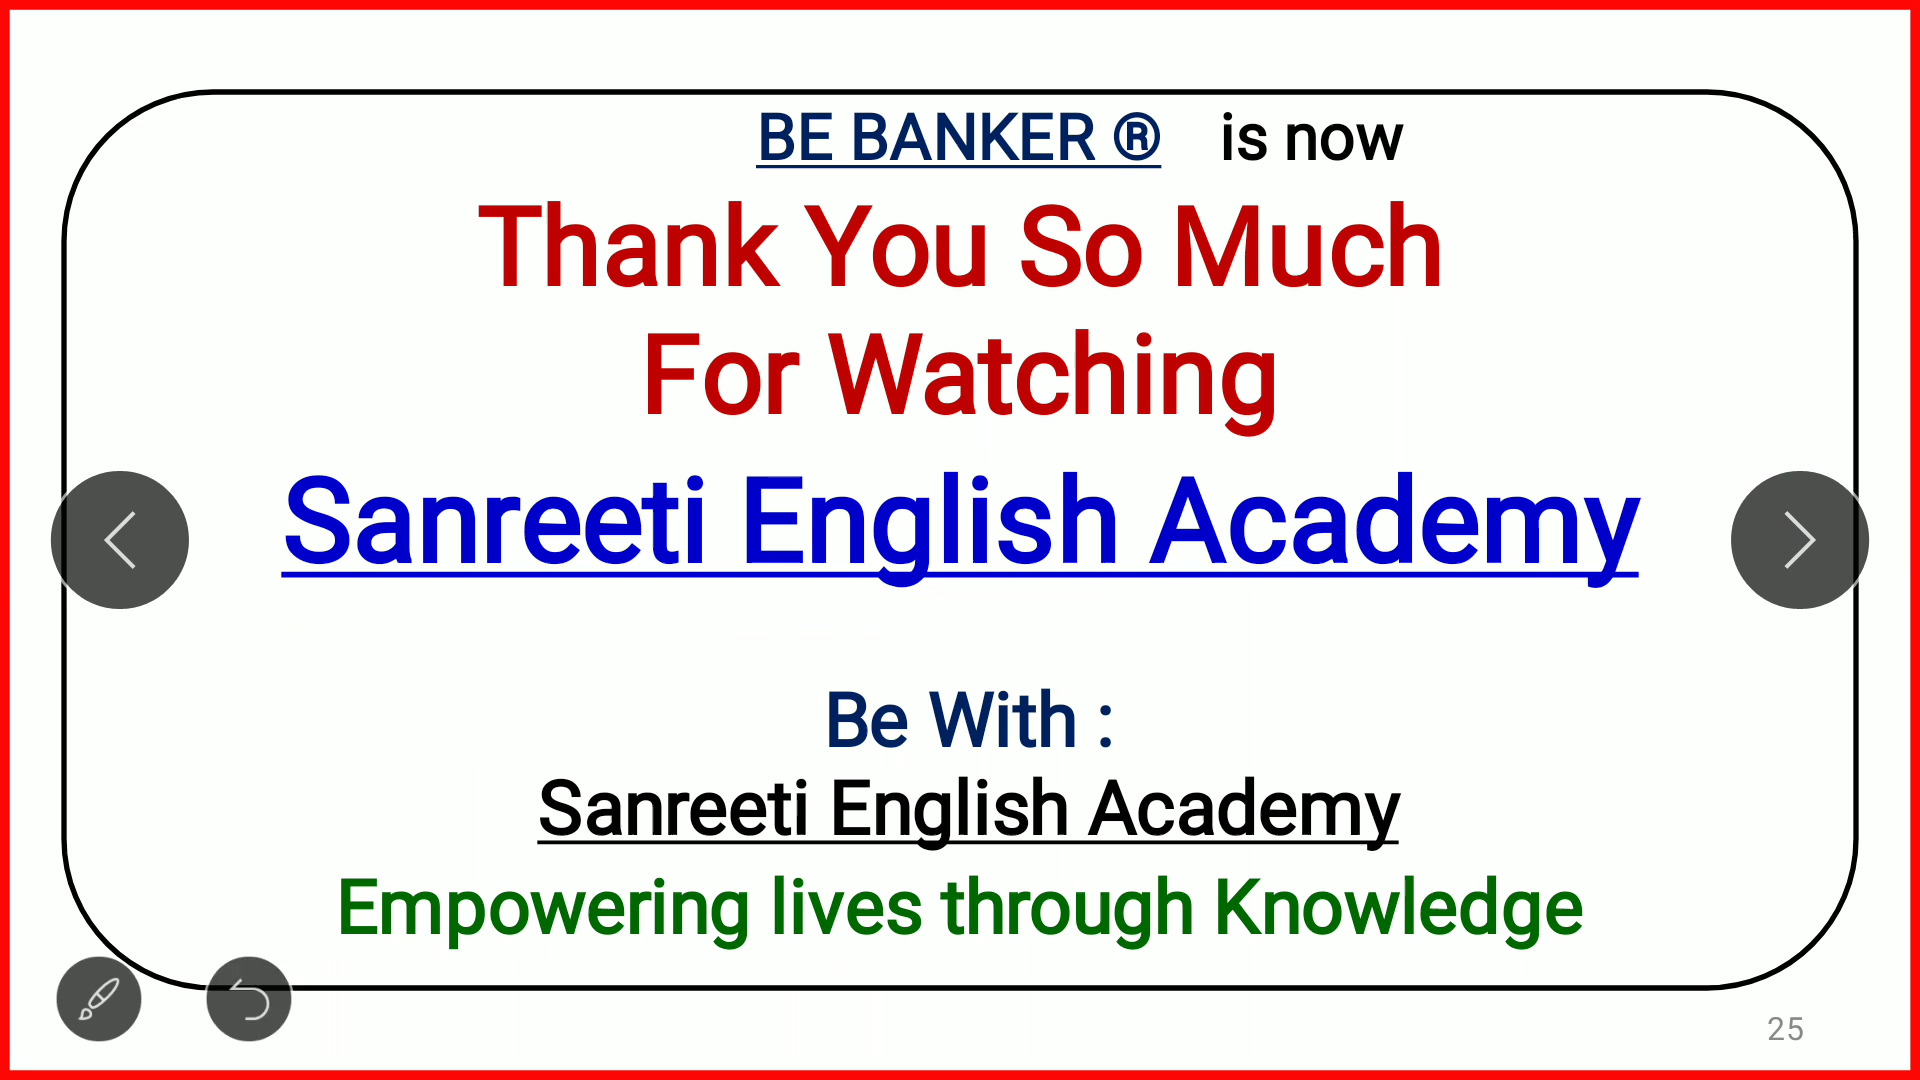 BE BANKER ® is now
Thank You So Much
For Watching
Sanreeti English Academy
Be With :
Sanreeti English Academy
Empowering lives through Knowledge
25